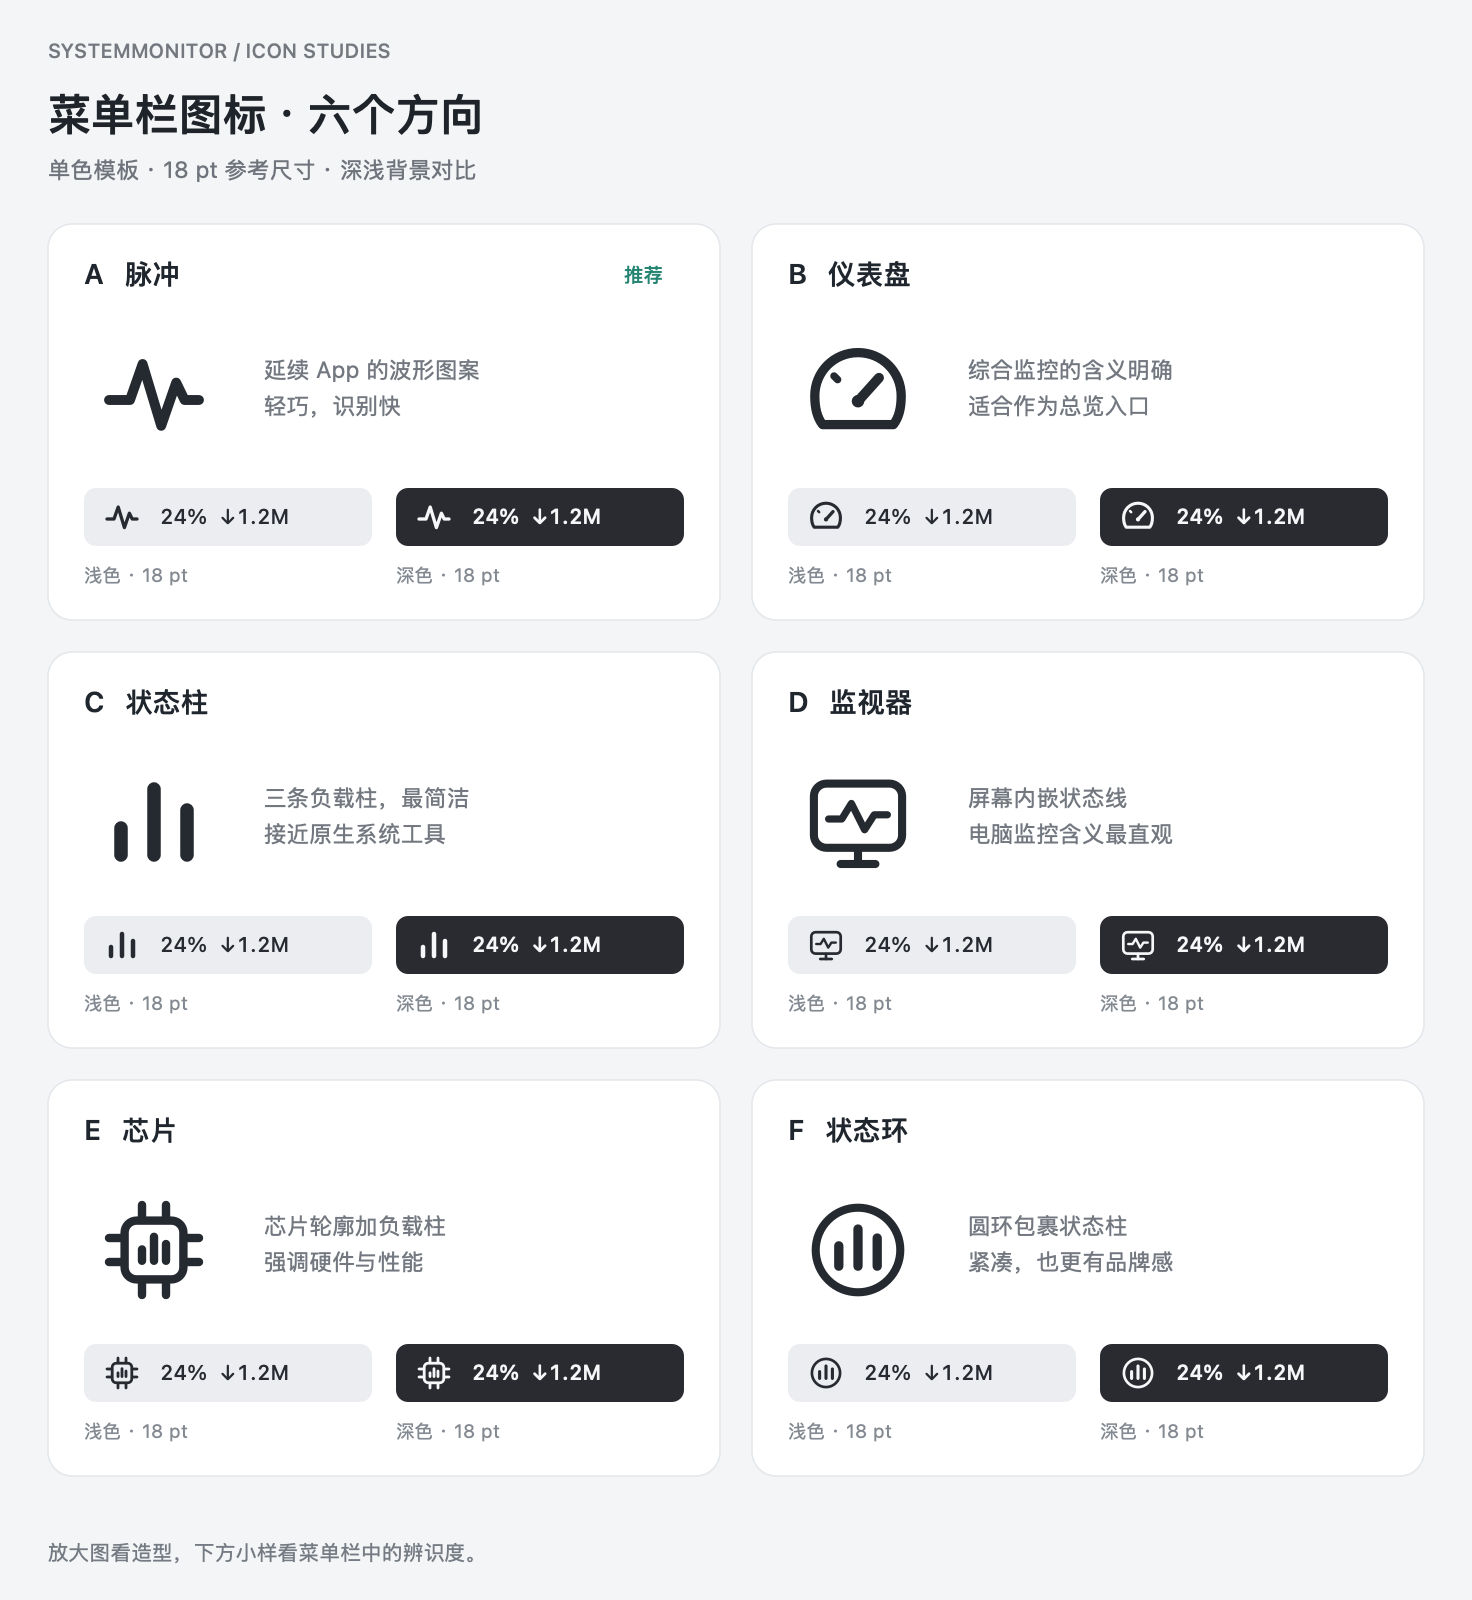 SYSTEMMONITOR / ICON STUDIES
菜单栏图标 · 六个方向
单色模板 · 18 pt 参考尺寸 · 深浅背景对比
A 脉冲
推荐
延续 App 的波形图案
轻巧，识别快
24% ↓1.2M
24% ↓1.2M
浅色 · 18 pt
深色 · 18 pt
B 仪表盘
综合监控的含义明确
适合作为总览入口
24% ↓1.2M
24% ↓1.2M
浅色 · 18 pt
深色 · 18 pt
C 状态柱
三条负载柱，最简洁
接近原生系统工具
24% ↓1.2M
24% ↓1.2M
浅色 · 18 pt
深色 · 18 pt
D 监视器
屏幕内嵌状态线
电脑监控含义最直观
24% ↓1.2M
24% ↓1.2M
浅色 · 18 pt
深色 · 18 pt
E 芯片
芯片轮廓加负载柱
强调硬件与性能
24% ↓1.2M
24% ↓1.2M
浅色 · 18 pt
深色 · 18 pt
F 状态环
圆环包裹状态柱
紧凑，也更有品牌感
24% ↓1.2M
24% ↓1.2M
浅色 · 18 pt
深色 · 18 pt
放大图看造型，下方小样看菜单栏中的辨识度。